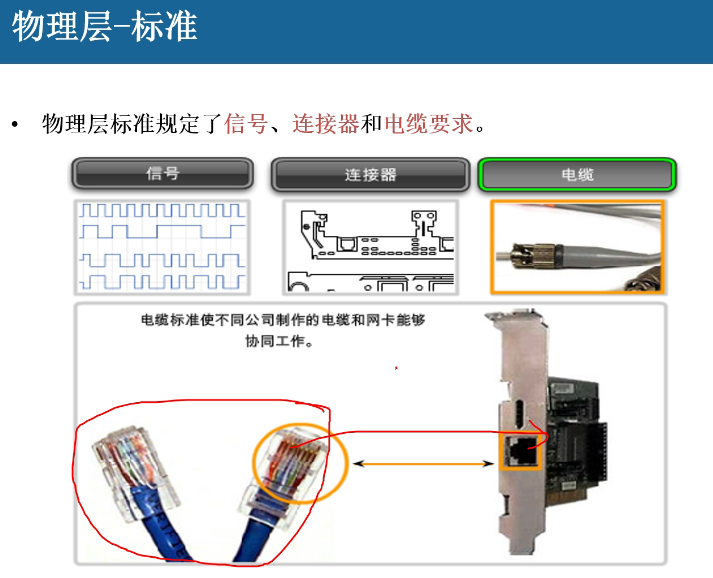 物理层-标准
• 物理层标准规定了信号、连接器和电缆要求。
信号
连接器
电缆
电缆标准使不同公司制作的电缆和网卡能够
协同工作。